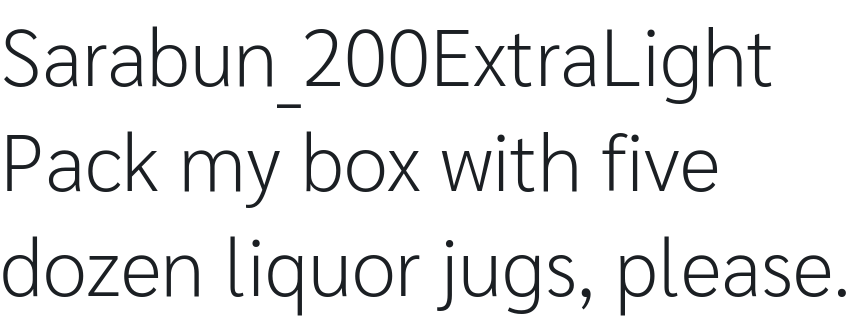 Sarabun_200ExtraLight
Pack my box with five
dozen liquor jugs, please.